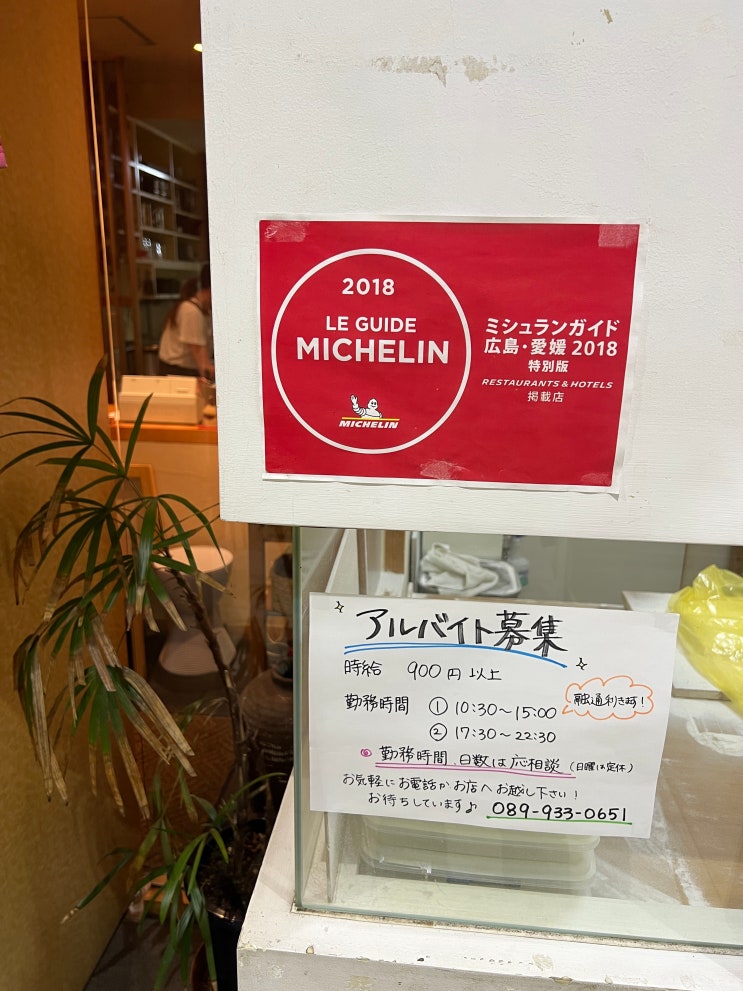 2018
LE GUIDE
MICHELIN
MICHELIN
ミシュランガイド
広島・愛媛 2018
特別版
RESTAURANTS & HOTELS
掲載店
アルバイト募集
時給 900円以上
勤務時間 ① 10:30〜15:00
融通利きます!
② 17:30〜22:30
◎ 勤務時間、日数は応相談 (日曜は定休)
お気軽にお電話かお店へお越し下さい!
お待ちしています♪ 089-933-0651